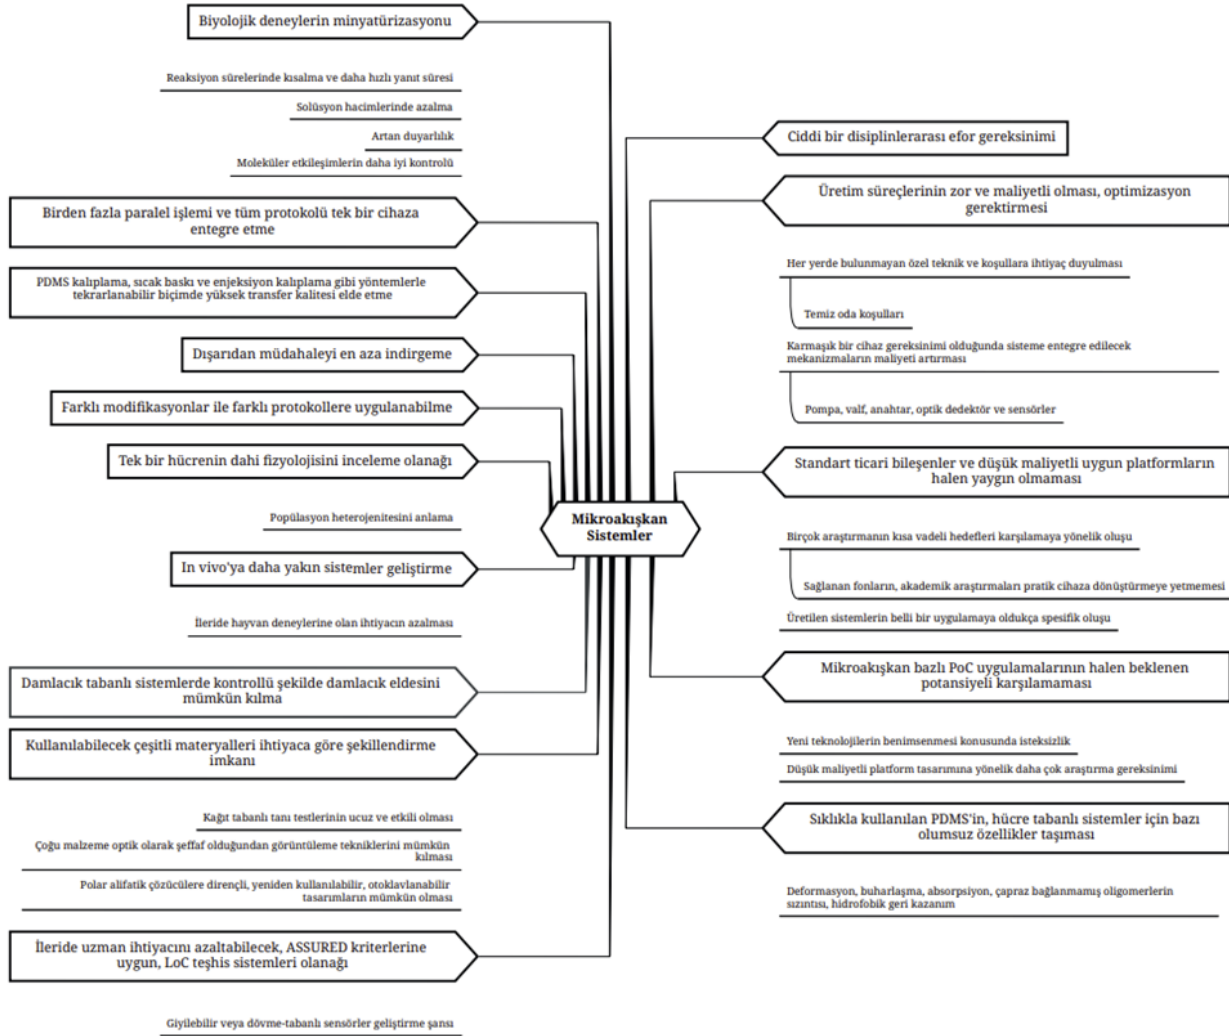 Biyolojik deneylerin minyatürizasyonu
Reaksiyon sürelerinde kısalma ve daha hızlı yanıt süresi
Solüsyon hacimlerinde azalma
Artan duyarlılık
Moleküler etkileşimlerin daha iyi kontrolü
Birden fazla paralel işlemi ve tüm protokolü tek bir cihaza
entegre etme
PDMS kalıplama, sıcak baskı ve enjeksiyon kalıplama gibi yöntemlerle
tekrarlanabilir biçimde yüksek transfer kalitesi elde etme
Dışarıdan müdahaleyi en aza indirgeme
Farklı modifikasyonlar ile farklı protokollere uygulanabilme
Tek bir hücrenin dahi fizyolojisini inceleme olanağı
Popülasyon heterojenitesini anlama
In vivo'ya daha yakın sistemler geliştirme
İleride hayvan deneylerine olan ihtiyacın azalması
Damlacık tabanlı sistemlerde kontrollü şekilde damlacık eldesini
mümkün kılma
Kullanılabilecek çeşitli materyalleri ihtiyaca göre şekillendirme
imkanı
Kağıt tabanlı tanı testlerinin ucuz ve etkili olması
Çoğu malzeme optik olarak şeffaf olduğundan görüntüleme tekniklerini mümkün
kılması
Polar alifatik çözücülere dirençli, yeniden kullanılabilir, otoklavlanabilir
tasarımların mümkün olması
İleride uzman ihtiyacını azaltabilecek, ASSURED kriterlerine
uygun, LoC teşhis sistemleri olanağı
Giyilebilir veya dövme-tabanlı sensörler geliştirme şansı
Mikroakışkan
Sistemler
Ciddi bir disiplinlerarası efor gereksinimi
Üretim süreçlerinin zor ve maliyetli olması, optimizasyon
gerektirmesi
Her yerde bulunmayan özel teknik ve koşullara ihtiyaç duyulması
Temiz oda koşulları
Karmaşık bir cihaz gereksinimi olduğunda sisteme entegre edilecek
mekanizmaların maliyeti artırması
Pompa, valf, anahtar, optik dedektör ve sensörler
Standart ticari bileşenler ve düşük maliyetli uygun platformların
halen yaygın olmaması
Birçok araştırmanın kısa vadeli hedefleri karşılamaya yönelik oluşu
Sağlanan fonların, akademik araştırmaları pratik cihaza dönüştürmeye yetmemesi
Üretilen sistemlerin belli bir uygulamaya oldukça spesifik oluşu
Mikroakışkan bazlı PoC uygulamalarının halen beklenen
potansiyeli karşılamaması
Yeni teknolojilerin benimsenmesi konusunda isteksizlik
Düşük maliyetli platform tasarımına yönelik daha çok araştırma gereksinimi
Sıklıkla kullanılan PDMS'in, hücre tabanlı sistemler için bazı
olumsuz özellikler taşıması
Deformasyon, buharlaşma, absorpsiyon, çapraz bağlanmamış oligomerlerin
sızıntısı, hidrofobik geri kazanım